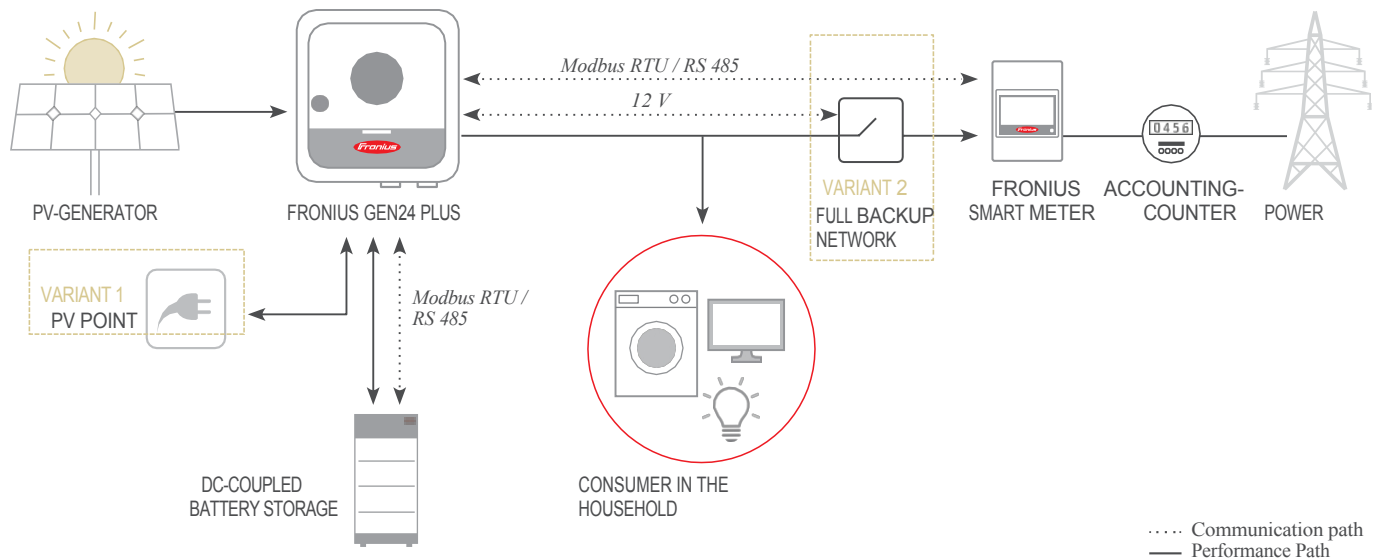 Modbus RTU / RS 485
12 V
Fronius
Fronius
0456
PV-GENERATOR
FRONIUS GEN24 PLUS
VARIANT 2
FULL BACKUP
NETWORK
FRONIUS
SMART METER
ACCOUNTING-
COUNTER
POWER
VARIANT 1
PV POINT
Modbus RTU /
RS 485
DC-COUPLED
BATTERY STORAGE
CONSUMER IN THE
HOUSEHOLD
Communication path
Performance Path